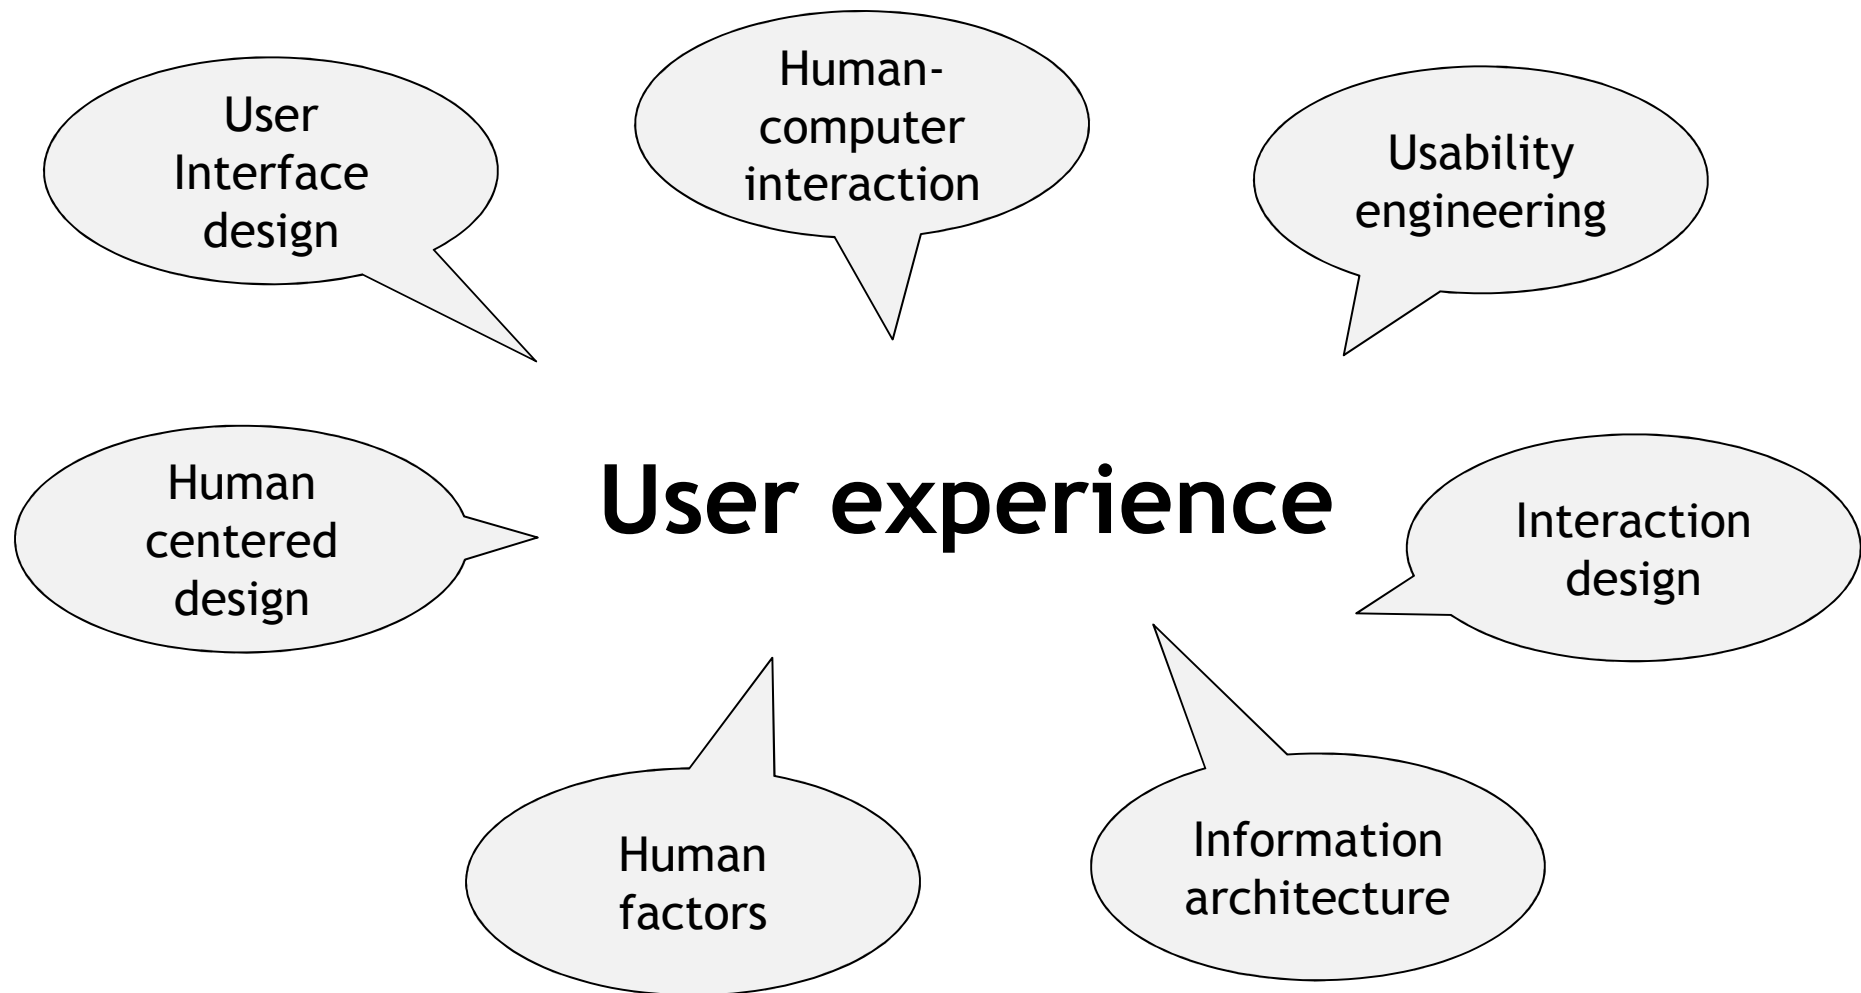 User
Interface
design
Human-
computer
interaction
Usability
engineering
Human
centered
design
User experience
Interaction
design
Human
factors
Information
architecture